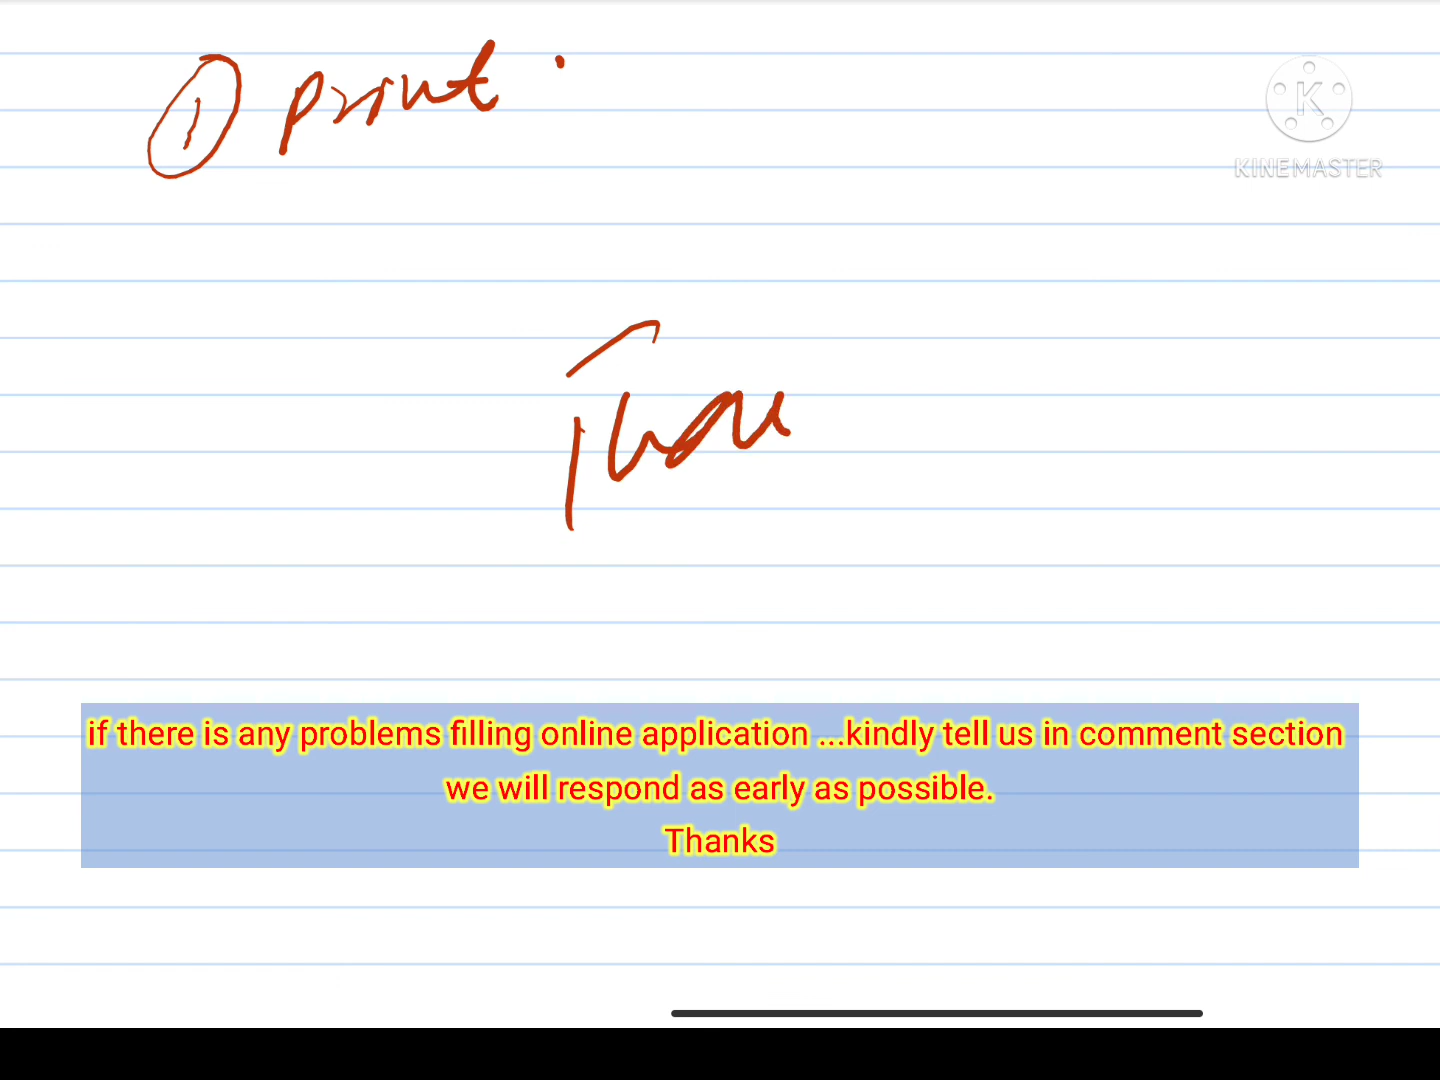 ① print
K
KINEMASTER
Than
if there is any problems filling online application ...kindly tell us in comment section
we will respond as early as possible.
Thanks